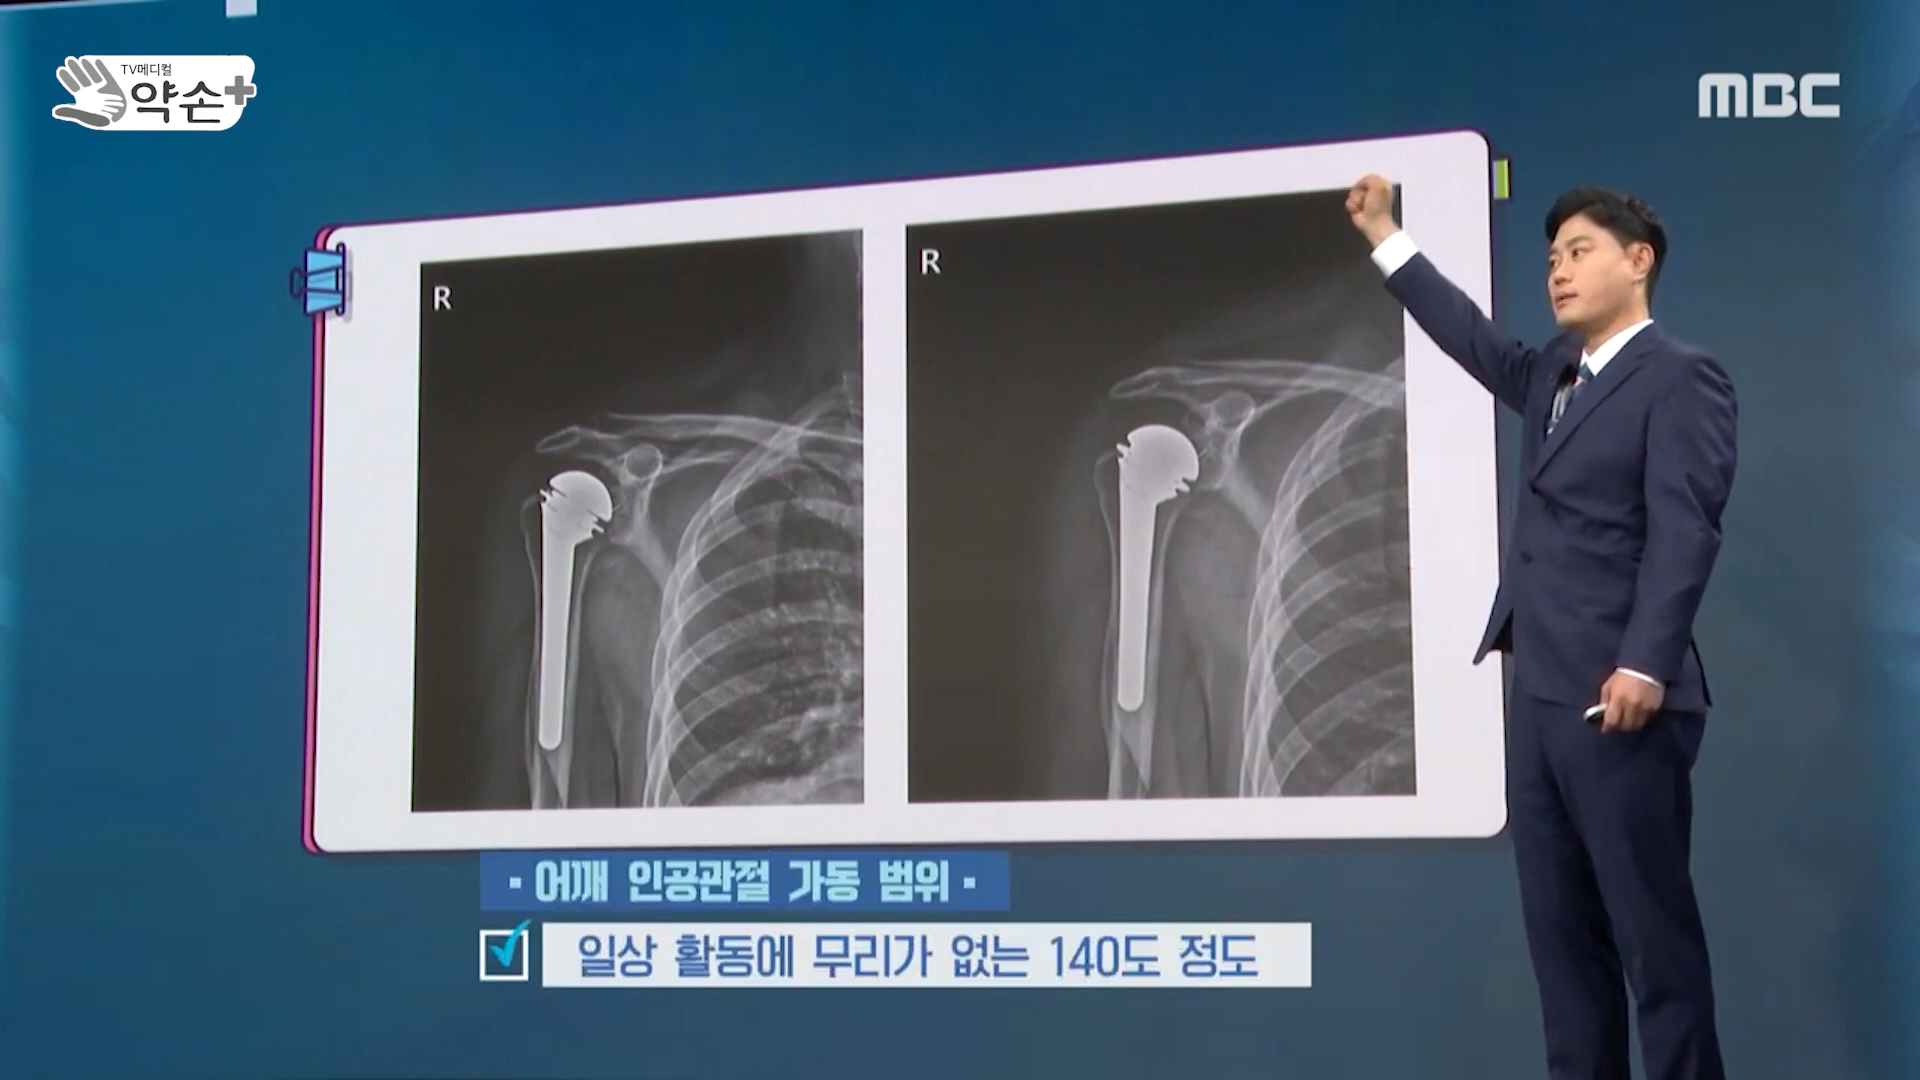 TV메디컬
약손+
MBC
R
R
어깨 인공관절 가동 범위
일상 활동에 무리가 없는 140도 정도